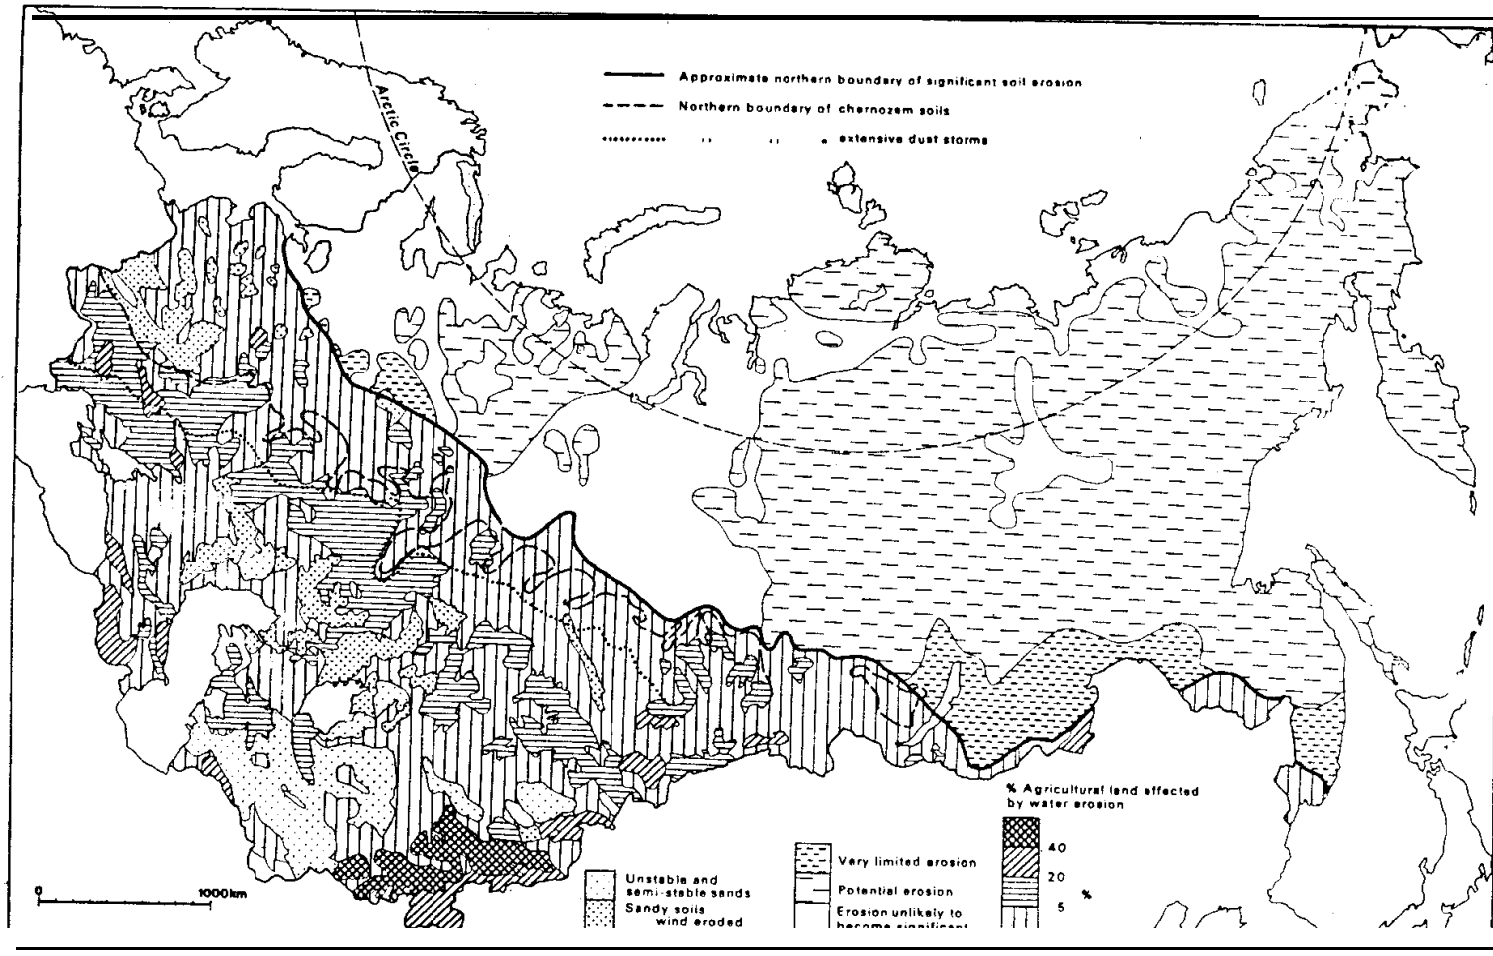 Approximate northern boundary of significant soil erosion
Northern boundary of chernozem soils
" " " extensive dust storms
Arctic Circle
% Agricultural land affected
by water erosion
40
20
%
5
Very limited erosion
Potential erosion
Erosion unlikely to
become significant
Unstable and
semi-stable sands
Sandy soils
wind eroded
0 1000km